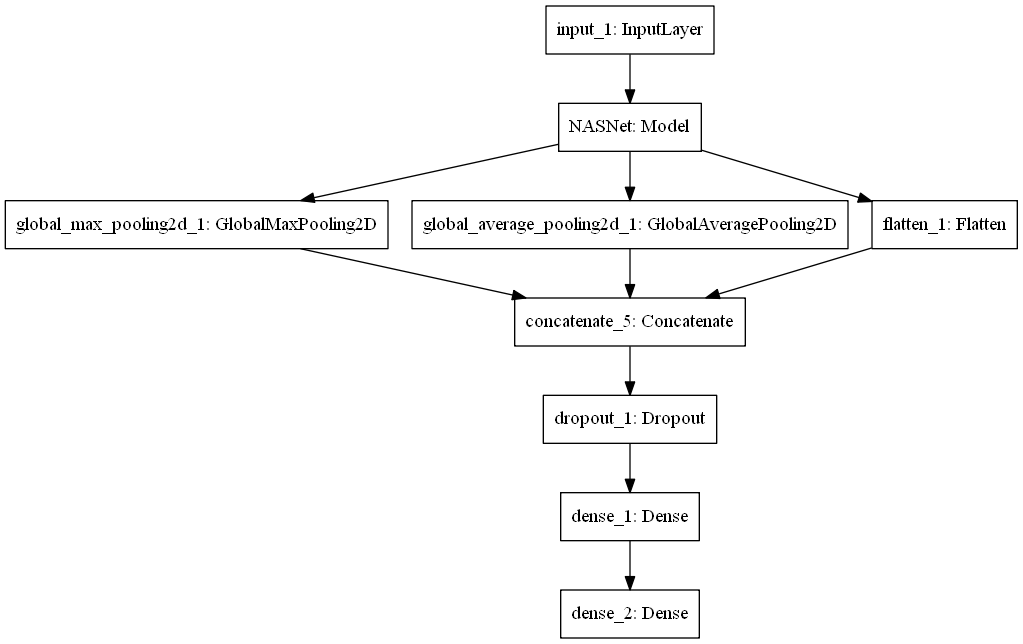 input_1: InputLayer
NASNet: Model
global_max_pooling2d_1: GlobalMaxPooling2D
global_average_pooling2d_1: GlobalAveragePooling2D
flatten_1: Flatten
concatenate_5: Concatenate
dropout_1: Dropout
dense_1: Dense
dense_2: Dense